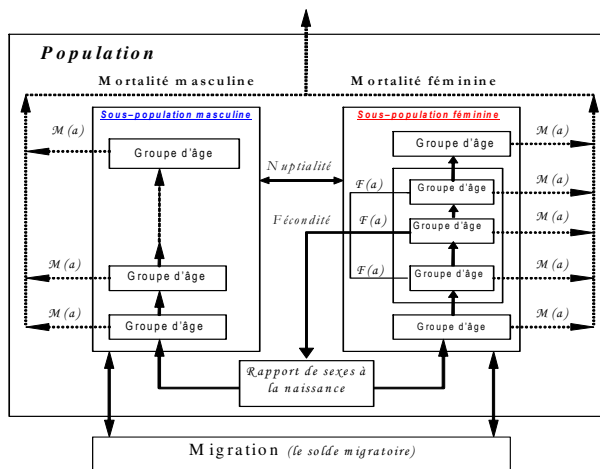 Population
Mortalité masculine
Mortalité féminine
Sous-population masculine
Sous-population féminine
M(a)
Groupe d'âge
Groupe d'âge
M(a)
Nuptialité
F(a)
Groupe d'âge
M(a)
Fécondité
F(a)
Groupe d'âge
M(a)
M(a)
Groupe d'âge
F(a)
Groupe d'âge
M(a)
M(a)
Groupe d'âge
Groupe d'âge
M(a)
Rapport de sexes à
la naissance
Migration (le solde migratoire)